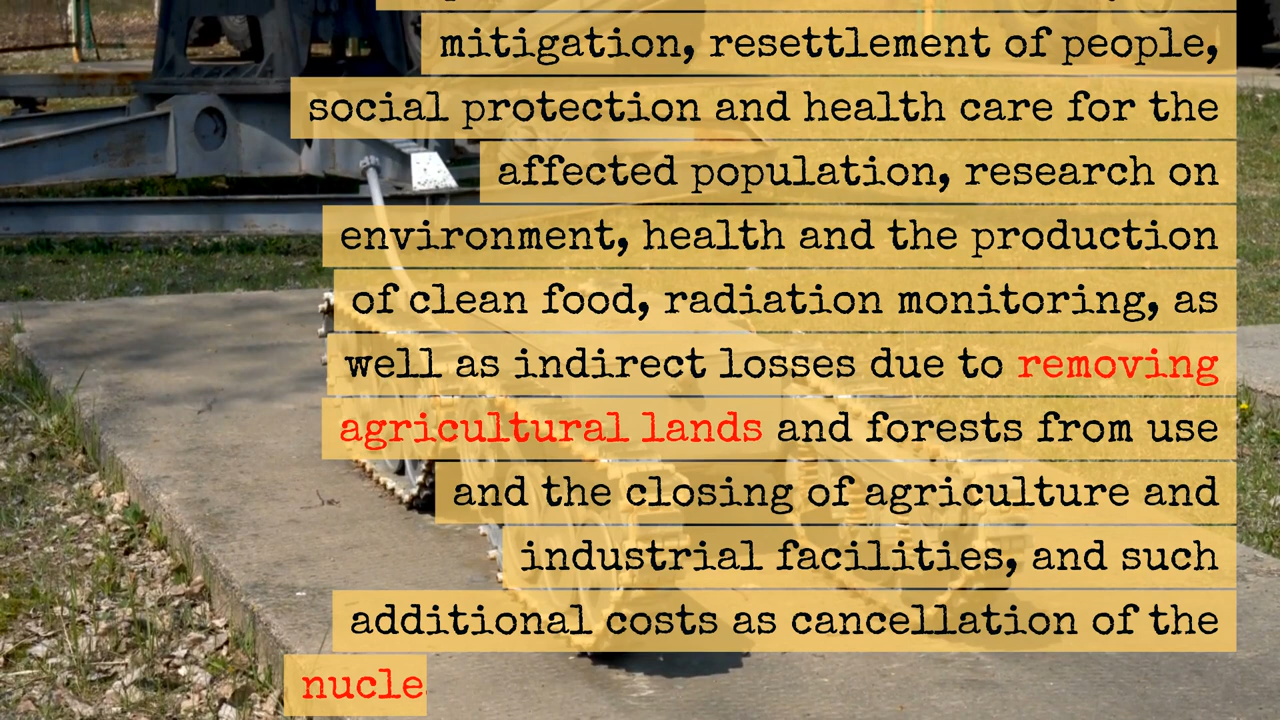 mitigation, resettlement of people,
social protection and health care for the
affected population, research on
environment, health and the production
of clean food, radiation monitoring, as
well as indirect losses due to removing
agricultural lands and forests from use
and the closing of agriculture and
industrial facilities, and such
additional costs as cancellation of the
nucle